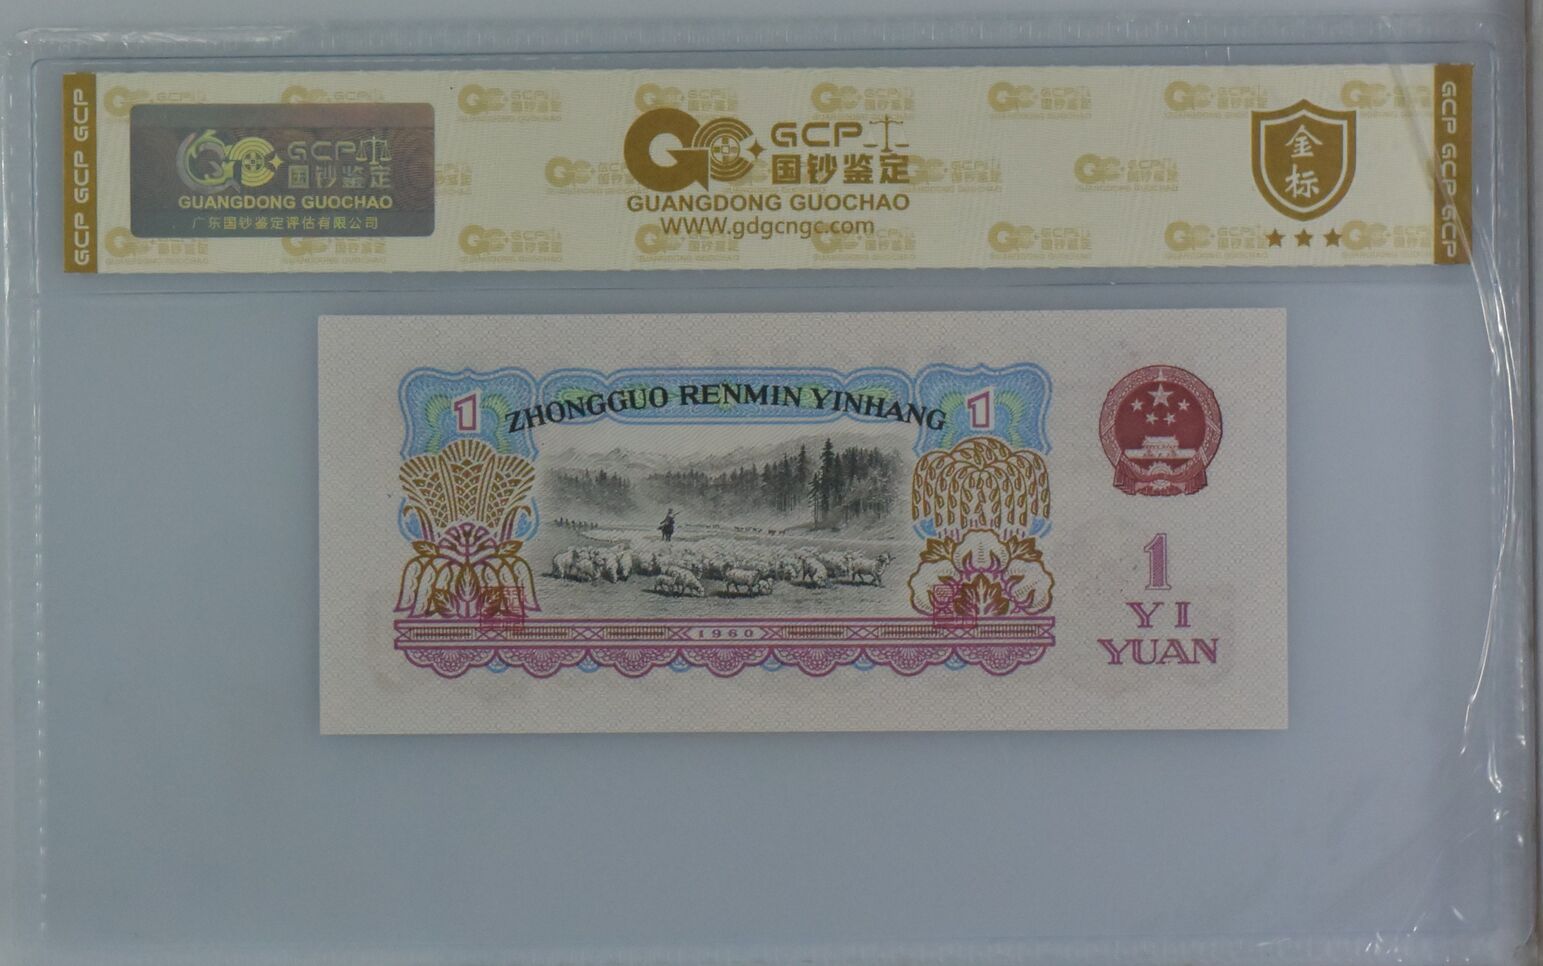 GCP GCP GCP
GCP 国钞鉴定
GUANGDONG GUOCHAO
广东国钞鉴定评估有限公司
GCP
国钞鉴定
GUANGDONG GUOCHAO
WWW.gdgcngc.com
金标
GCP GCP GCP
1
ZHONGGUO RENMIN YINHANG
1
1960
1
YI
YUAN